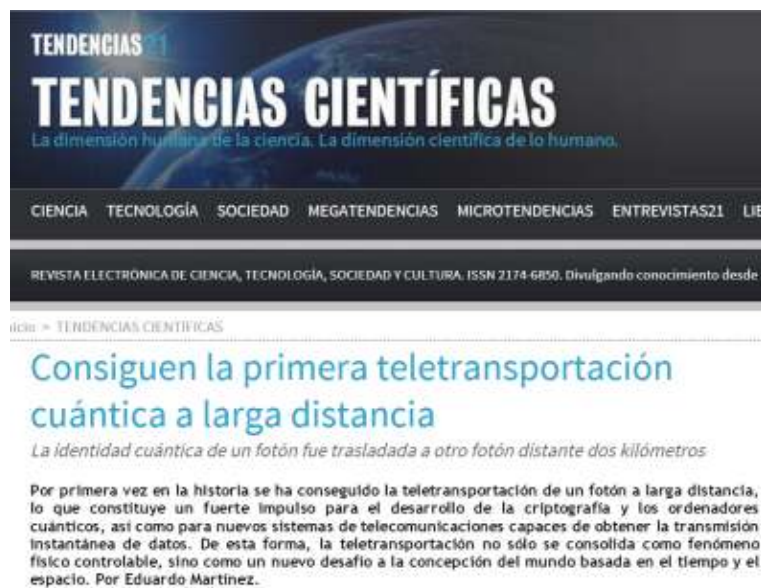 TENDENCIAS21
TENDENCIAS CIENTÍFICAS
La dimensión humana de la ciencia. La dimensión científica de lo humano.
CIENCIA TECNOLOGÍA SOCIEDAD MEGATENDENCIAS MICROTENDENCIAS ENTREVISTAS21 LIB
REVISTA ELECTRÓNICA DE CIENCIA, TECNOLOGÍA, SOCIEDAD Y CULTURA. ISSN 2174-6850. Divulgando conocimiento desde
Inicio > TENDENCIAS CIENTÍFICAS
Consiguen la primera teletransportación
cuántica a larga distancia
La identidad cuántica de un fotón fue trasladada a otro fotón distante dos kilómetros
Por primera vez en la historia se ha conseguido la teletransportación de un fotón a larga distancia,
lo que constituye un fuerte impulso para el desarrollo de la criptografía y los ordenadores
cuánticos, así como para nuevos sistemas de telecomunicaciones capaces de obtener la transmisión
instantánea de datos. De esta forma, la teletransportación no sólo se consolida como fenómeno
físico controlable, sino como un nuevo desafío a la concepción del mundo basada en el tiempo y el
espacio. Por Eduardo Martínez.